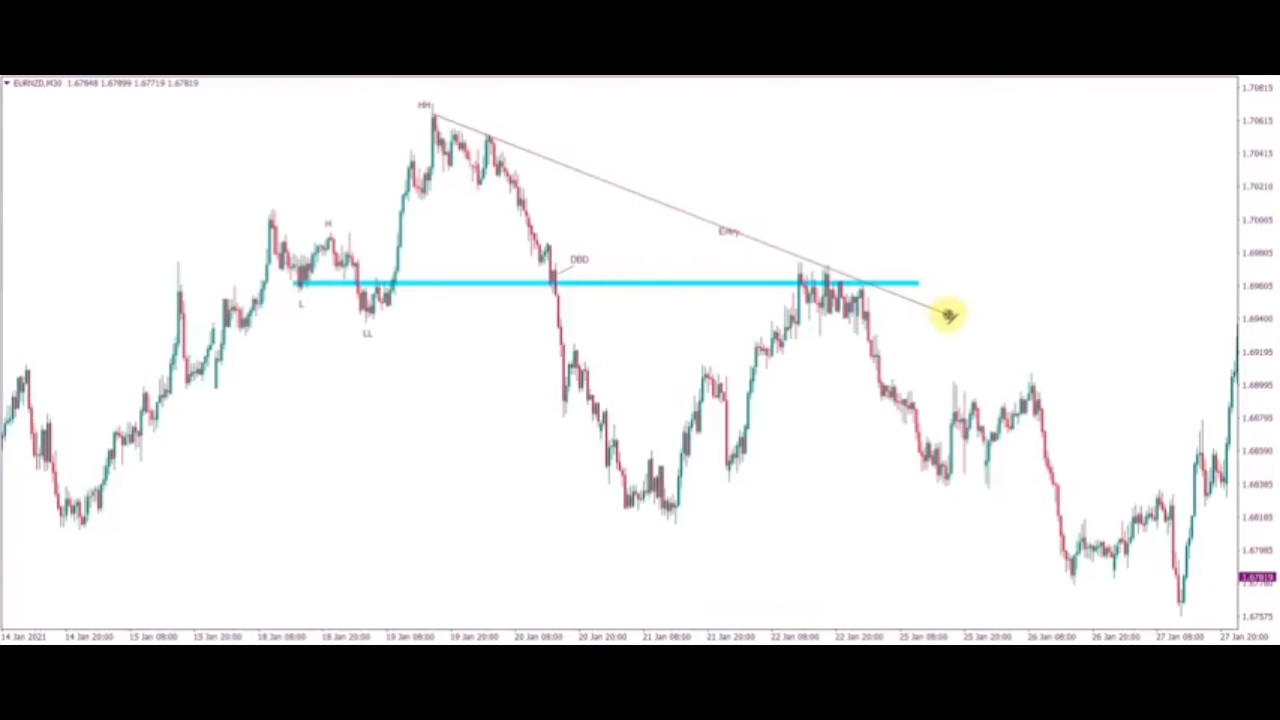 EURNZD,M30 1.67848 1.67899 1.67719 1.67819
HH
H
L
LL
DBD
Entry
1.70815
1.70615
1.70415
1.70210
1.70005
1.69805
1.69605
1.69400
1.69195
1.68995
1.68795
1.68590
1.68385
1.68185
1.67985
1.67819
1.67780
1.67575
14 Jan 2021
14 Jan 20:00
15 Jan 08:00
15 Jan 20:00
18 Jan 08:00
18 Jan 20:00
19 Jan 08:00
19 Jan 20:00
20 Jan 08:00
20 Jan 20:00
21 Jan 08:00
21 Jan 20:00
22 Jan 08:00
22 Jan 20:00
25 Jan 08:00
25 Jan 20:00
26 Jan 08:00
26 Jan 20:00
27 Jan 08:00
27 Jan 20:00